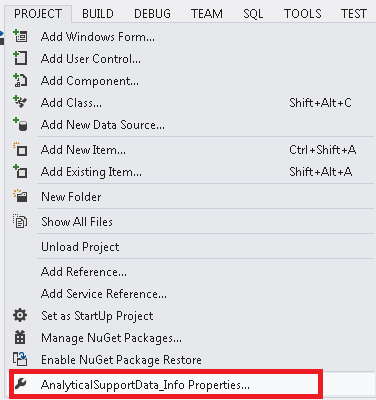 PROJECT BUILD DEBUG TEAM SQL TOOLS TEST
Add Windows Form...
Add User Control...
Add Component...
Add Class... Shift+Alt+C
Add New Data Source...
Add New Item... Ctrl+Shift+A
Add Existing Item... Shift+Alt+A
New Folder
Show All Files
Unload Project
Add Reference...
Add Service Reference...
Set as StartUp Project
Manage NuGet Packages...
Enable NuGet Package Restore
AnalyticalSupportData_Info Properties...